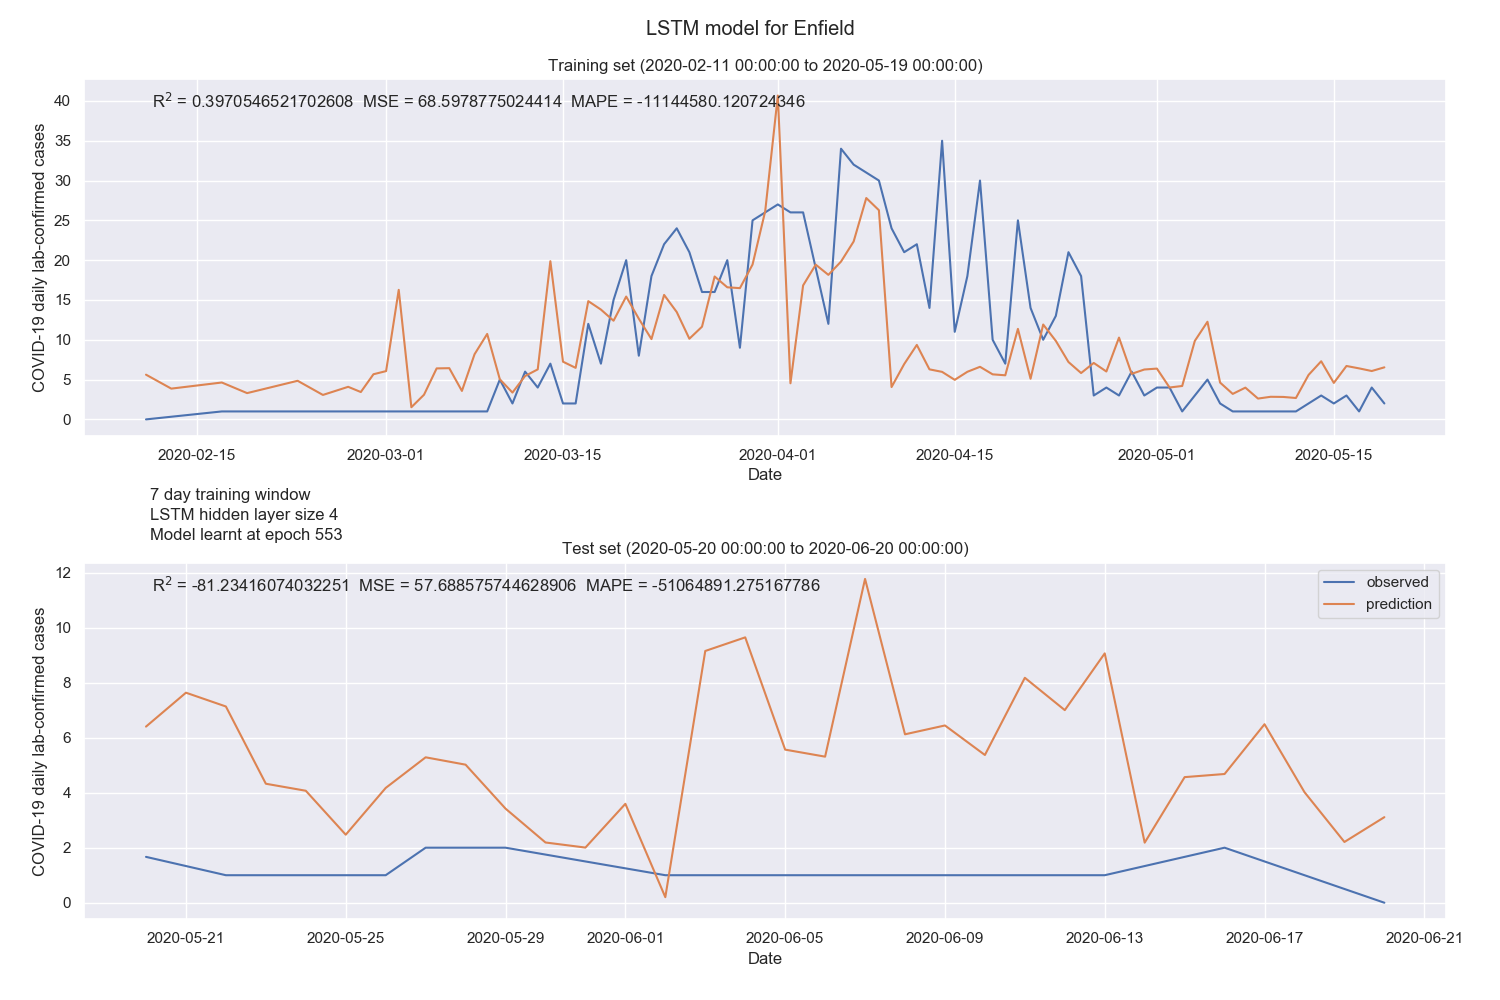 LSTM model for Enfield
Training set (2020-02-11 00:00:00 to 2020-05-19 00:00:00)
R² = 0.3970546521702608 MSE = 68.5978775024414 MAPE = -11144580.120724346
COVID-19 daily lab-confirmed cases
40
35
30
25
20
15
10
5
0
2020-02-15 2020-03-01 2020-03-15 2020-04-01 2020-04-15 2020-05-01 2020-05-15
Date
7 day training window
LSTM hidden layer size 4
Model learnt at epoch 553
Test set (2020-05-20 00:00:00 to 2020-06-20 00:00:00)
R² = -81.23416074032251 MSE = 57.688575744628906 MAPE = -51064891.275167786
observed
prediction
COVID-19 daily lab-confirmed cases
12
10
8
6
4
2
0
2020-05-21 2020-05-25 2020-05-29 2020-06-01 2020-06-05 2020-06-09 2020-06-13 2020-06-17 2020-06-21
Date